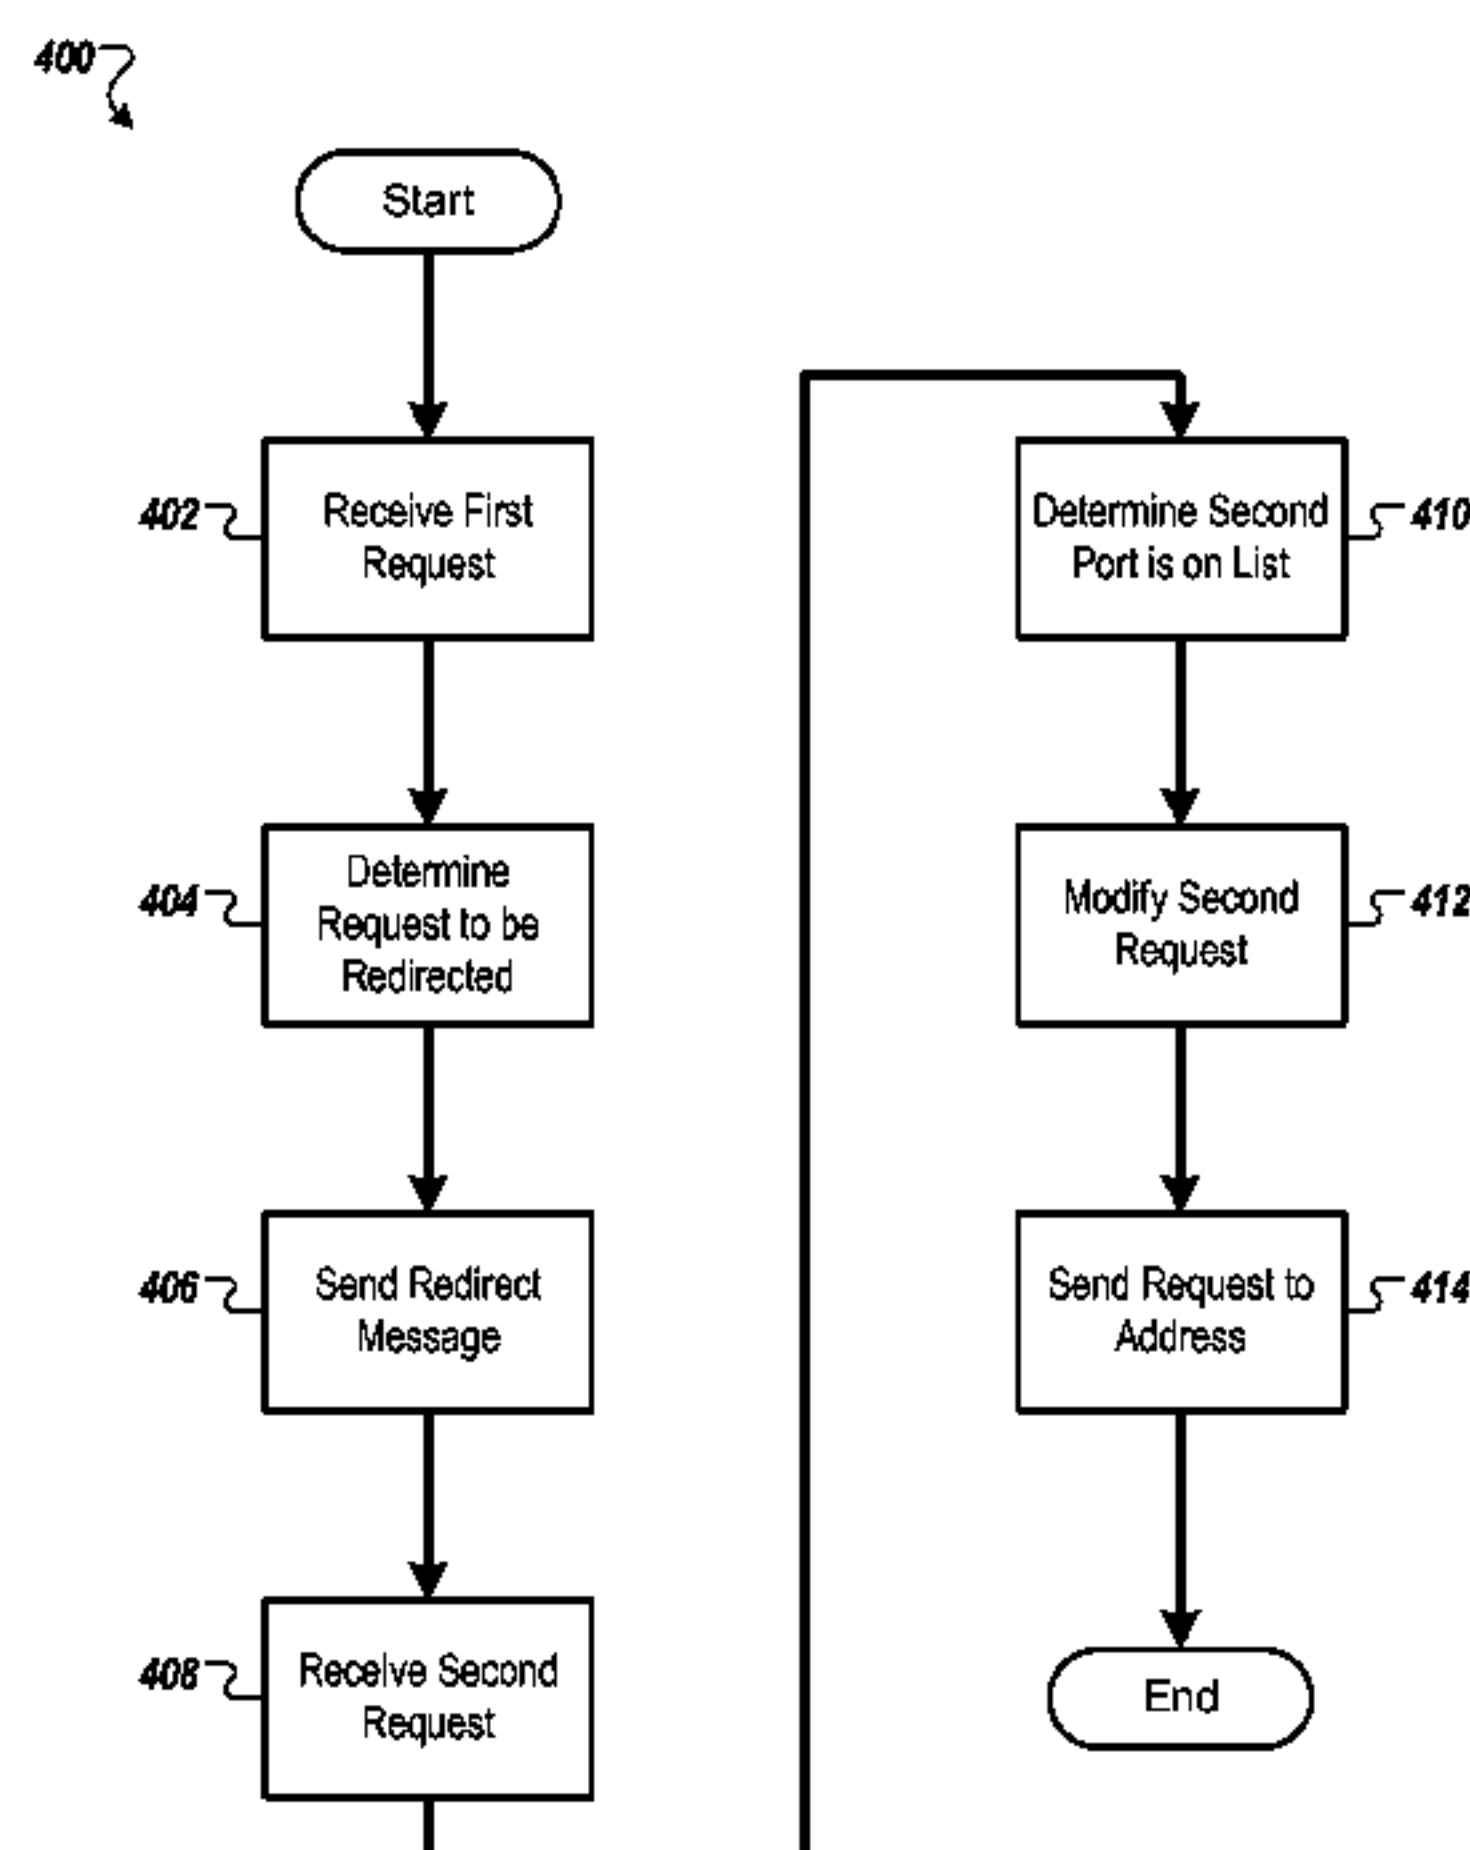 400
Start
402
Receive First
Request
404
Determine
Request to be
Redirected
406
Send Redirect
Message
408
Receive Second
Request
Determine Second
Port is on List
410
Modify Second
Request
412
Send Request to
Address
414
End